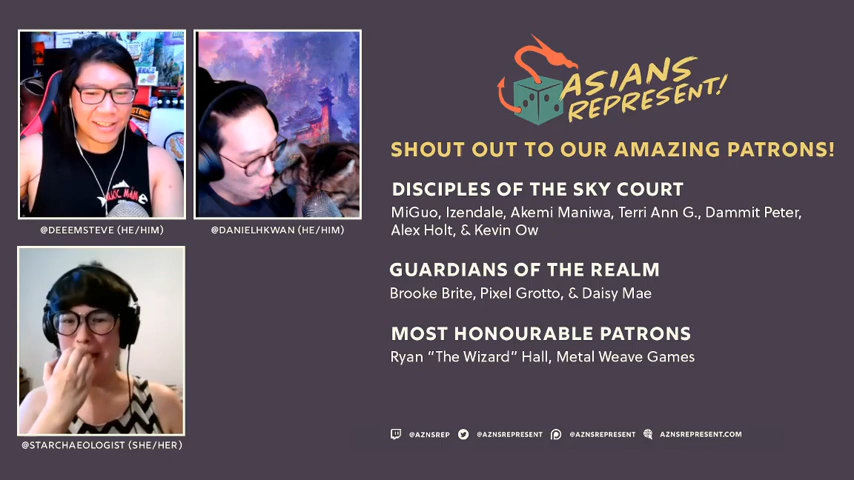 ASIANS
REPRESENT!
SHOUT OUT TO OUR AMAZING PATRONS!
DISCIPLES OF THE SKY COURT
MiGuo, Izendale, Akemi Maniwa, Terri Ann G., Dammit Peter,
Alex Holt, & Kevin Ow
GUARDIANS OF THE REALM
Brooke Brite, Pixel Grotto, & Daisy Mae
MOST HONOURABLE PATRONS
Ryan “The Wizard” Hall, Metal Weave Games
@DEEEMSTEVE (HE/HIM)
@DANIELHKWAN (HE/HIM)
@STARCHAEOLOGIST (SHE/HER)
@AZNSREP @AZNSREPRESENT @AZNSREPRESENT AZNSREPRESENT.COM